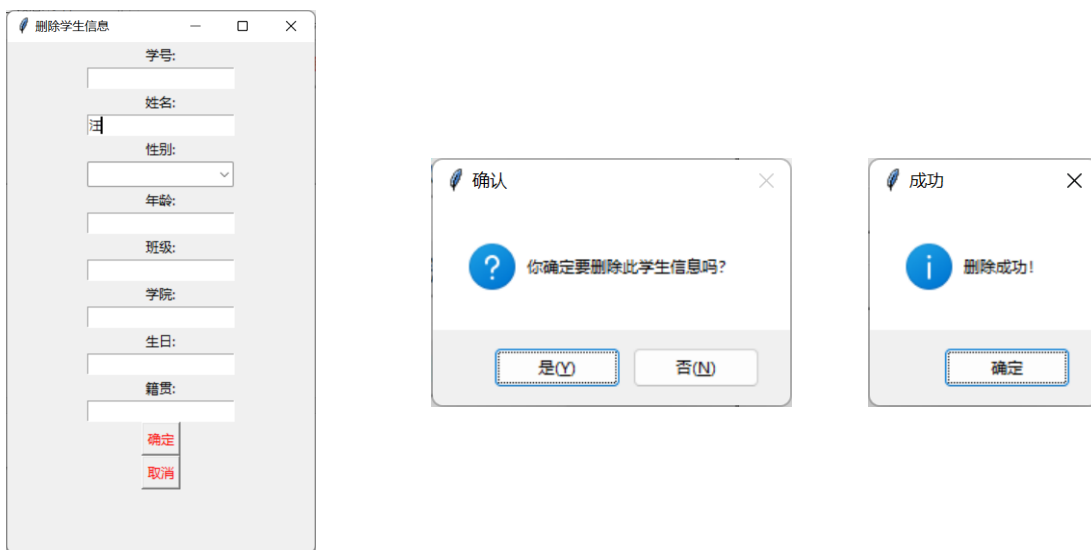 删除学生信息
学号:
姓名:
汪
性别:
年龄:
班级:
学院:
生日:
籍贯:
确定
取消
确认
你确定要删除此学生信息吗?
是(Y)
否(N)
成功
删除成功!
确定